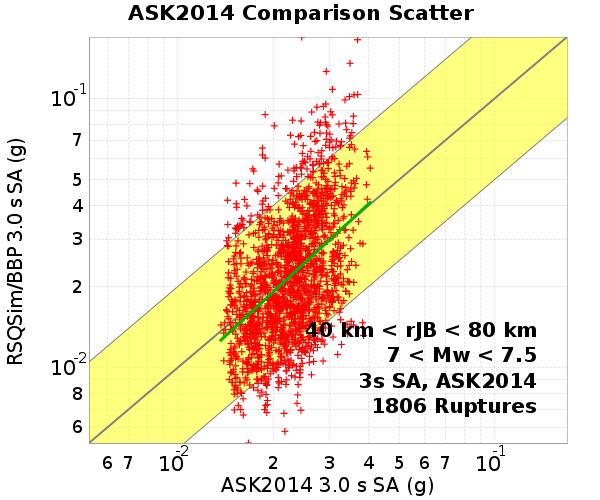 ASK2014 Comparison Scatter
RSQSim/BBP 3.0 s SA (g)
10-1
7
5
4
3
2
10-2
8
6
40 km < rJB < 80 km
7 < Mw < 7.5
3s SA, ASK2014
1806 Ruptures
6 7 10-2 2 3 4 5 6 7 10-1
ASK2014 3.0 s SA (g)